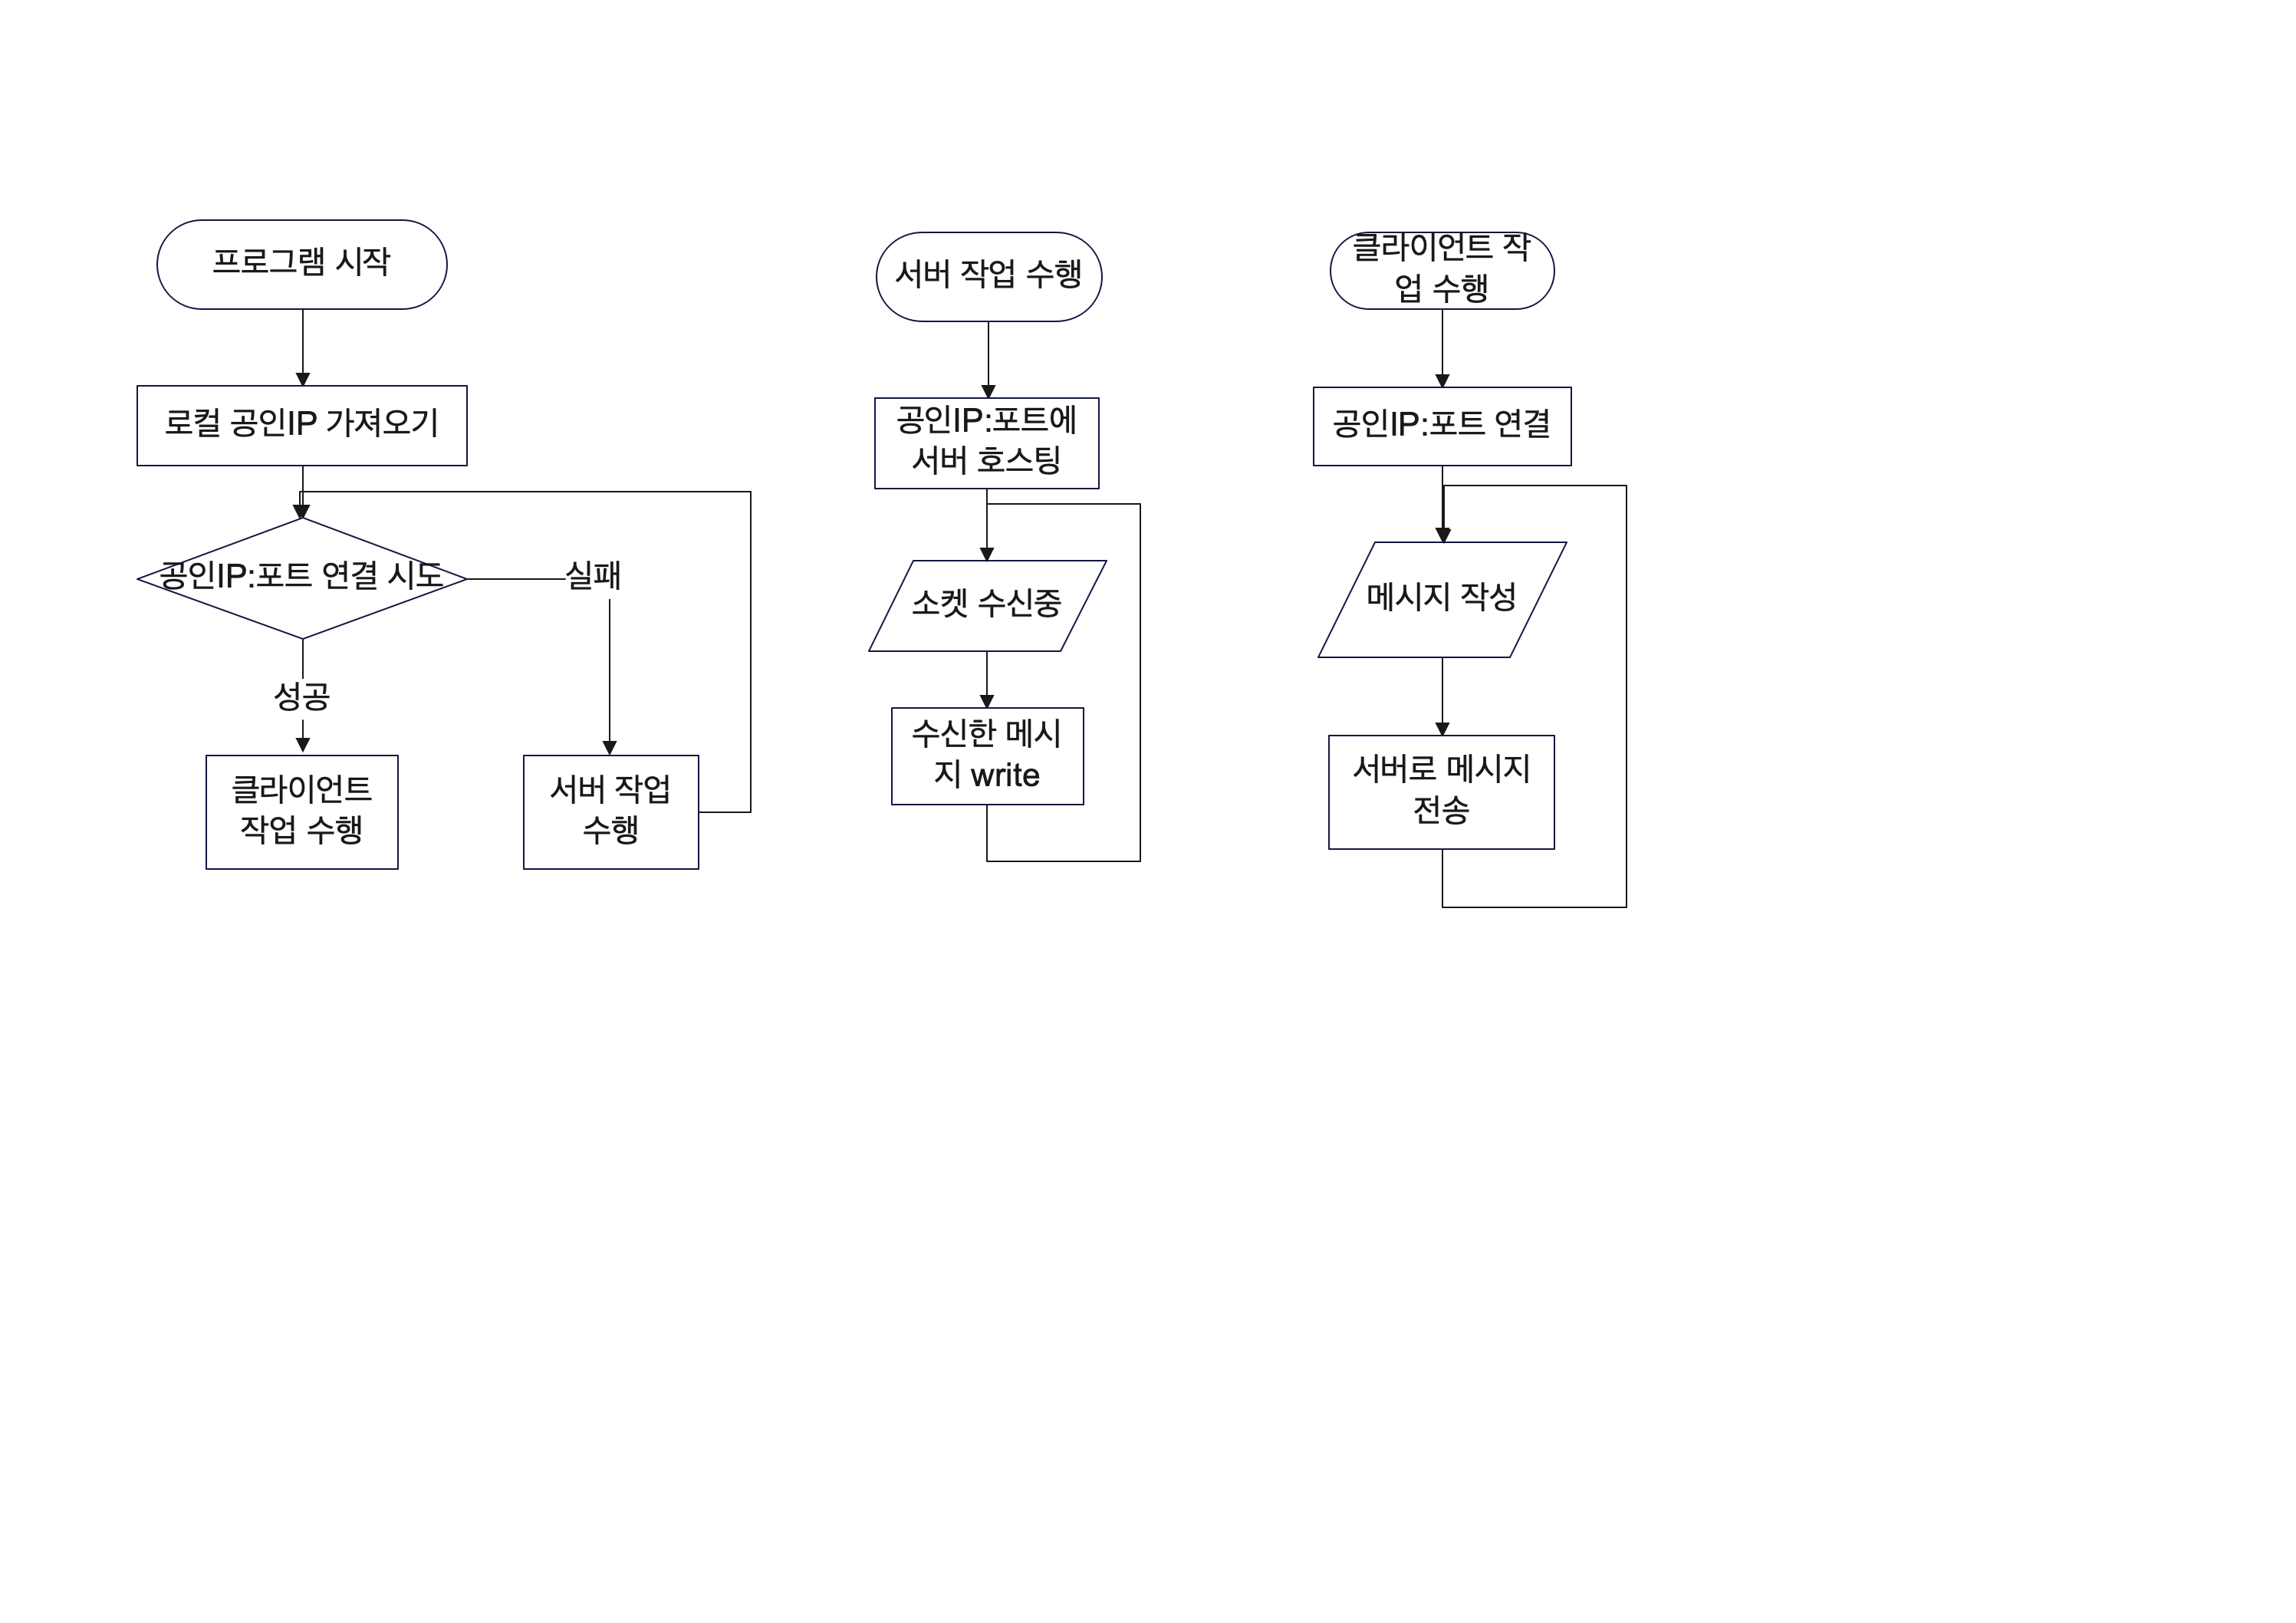 프로그램 시작
로컬 공인IP 가져오기
공인IP:포트 연결 시도
실패
성공
클라이언트
작업 수행
서버 작업
수행
서버 작업 수행
공인IP:포트에
서버 호스팅
소켓 수신중
수신한 메시
지 write
클라이언트 작
업 수행
공인IP:포트 연결
메시지 작성
서버로 메시지
전송